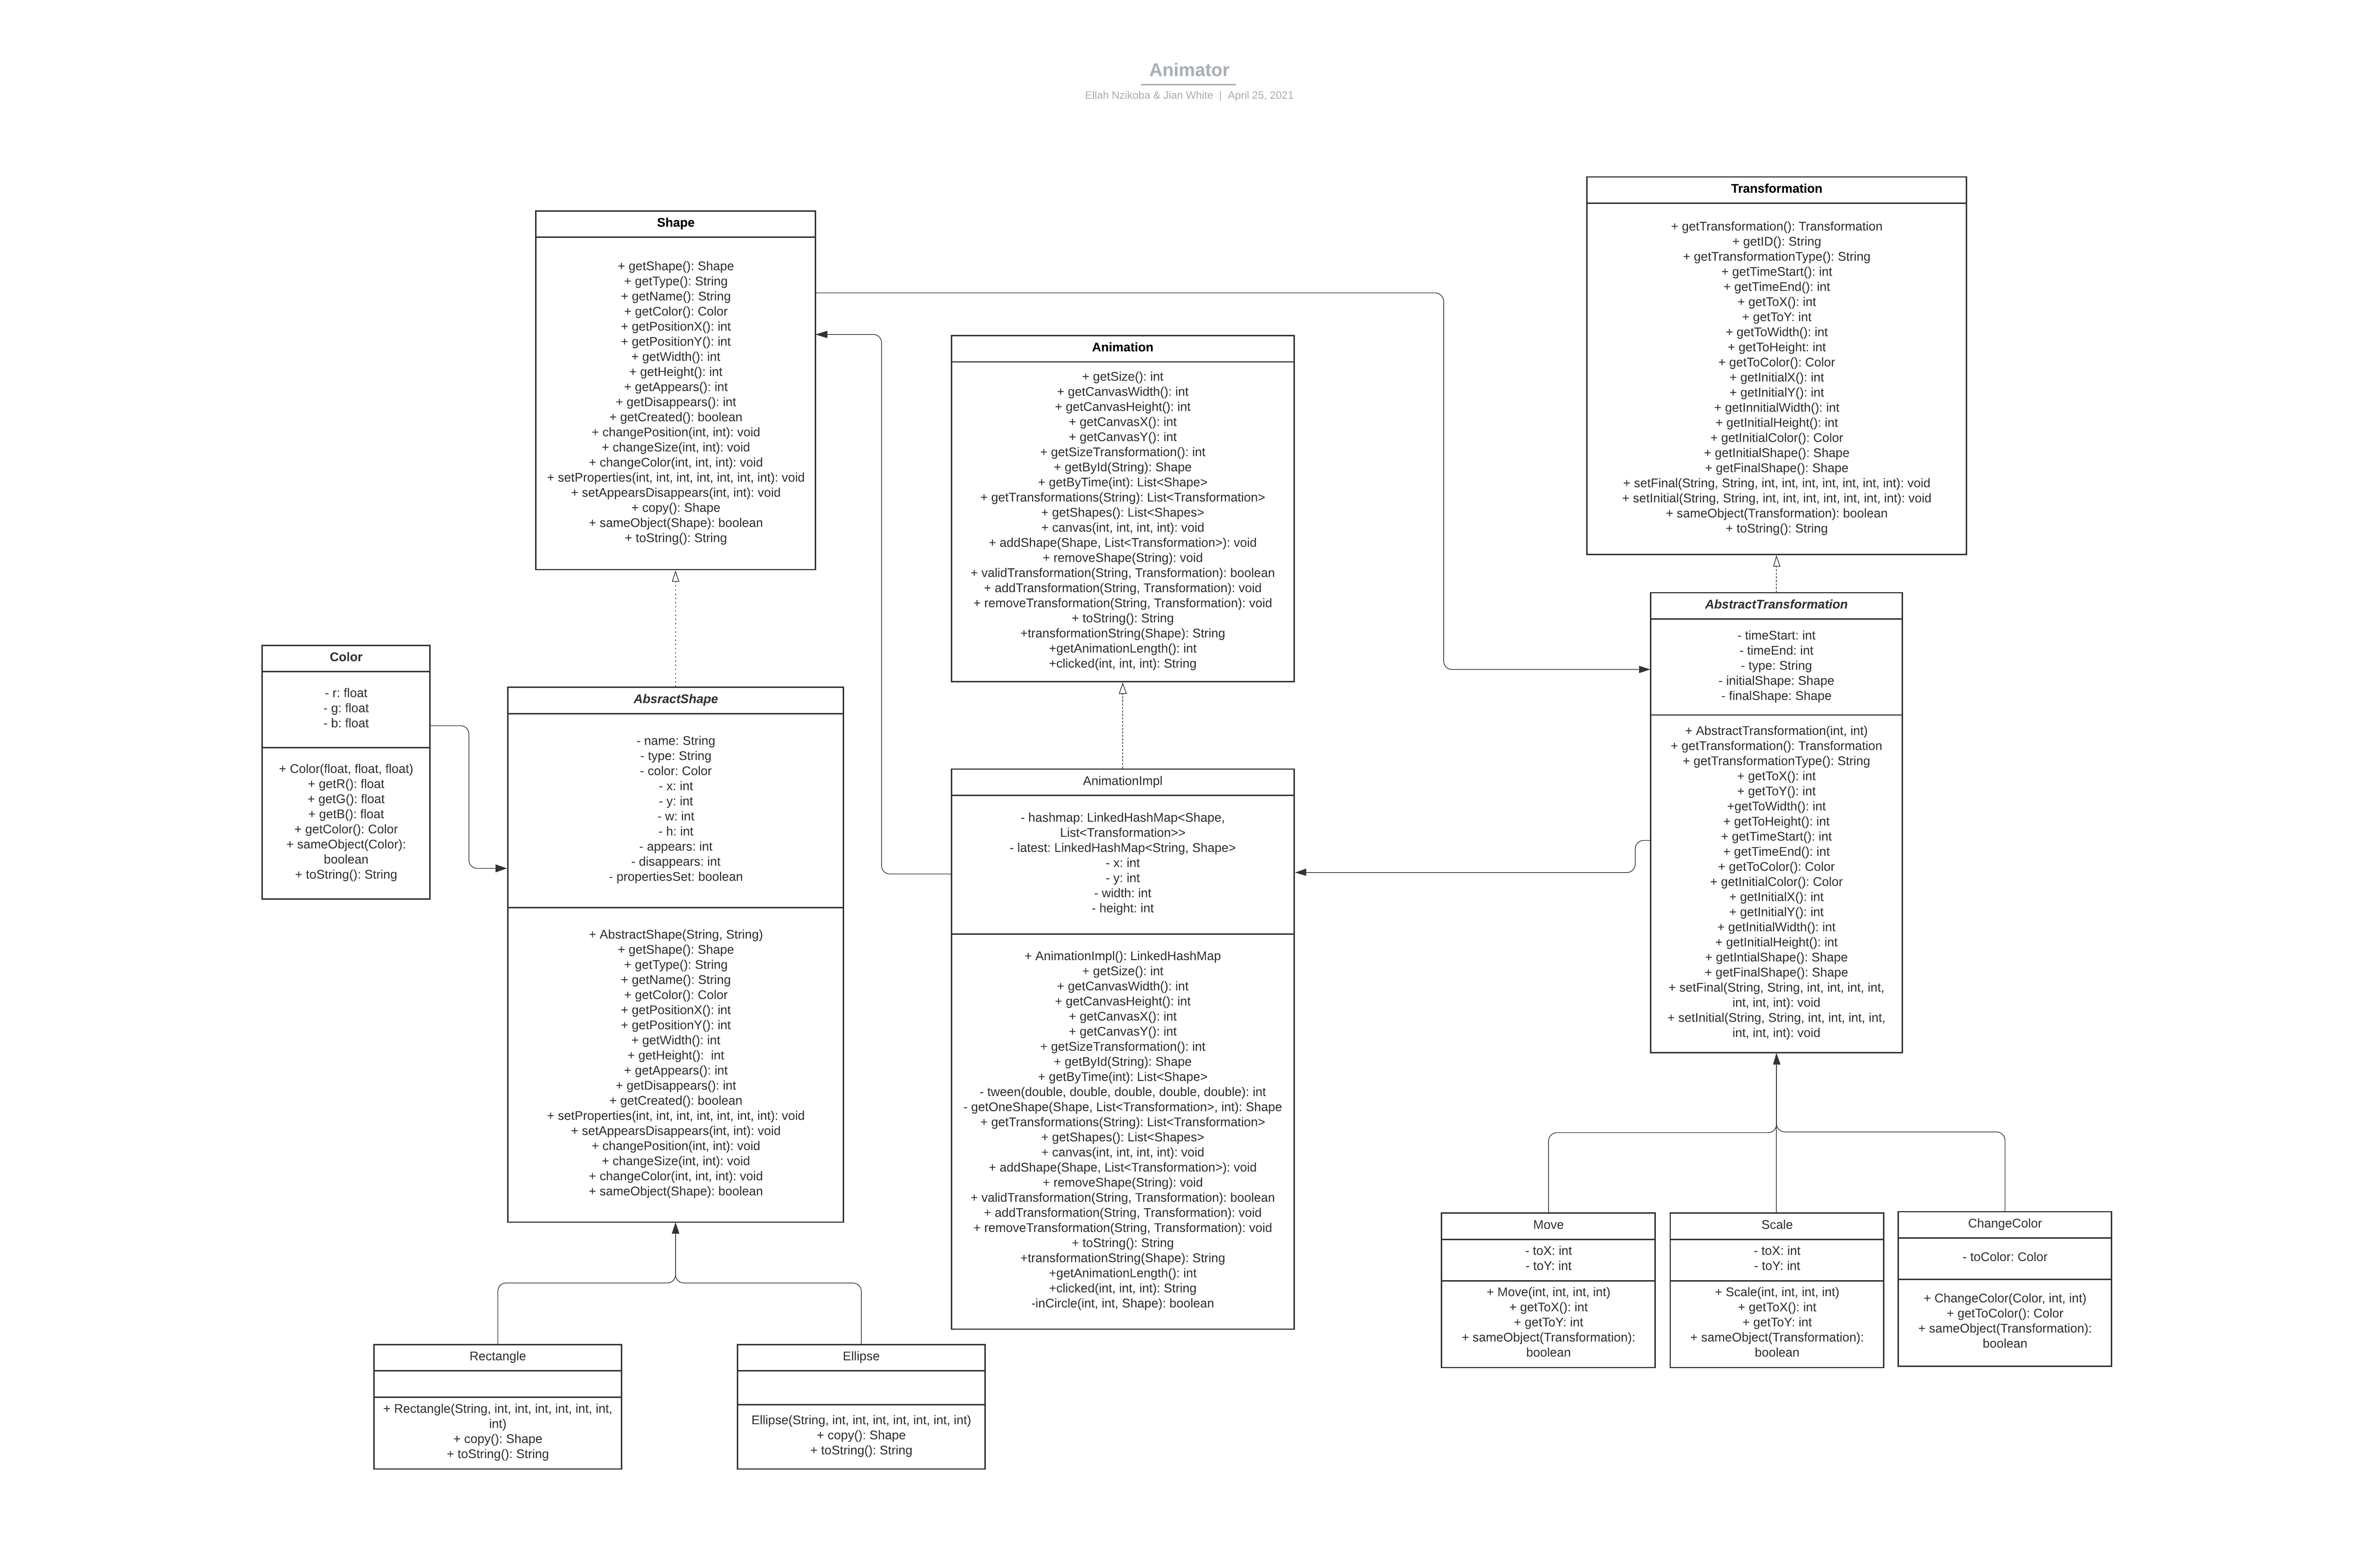 Animator
Ellah Nzikoba & Jian White | April 25, 2021
Shape
+ getShape(): Shape
+ getType(): String
+ getName(): String
+ getColor(): Color
+ getPositionX(): int
+ getPositionY(): int
+ getWidth(): int
+ getHeight(): int
+ getAppears(): int
+ getDisappears(): int
+ getCreated(): boolean
+ changePosition(int, int): void
+ changeSize(int, int): void
+ changeColor(int, int, int): void
+ setProperties(int, int, int, int, int, int, int): void
+ setAppearsDisappears(int, int): void
+ copy(): Shape
+ sameObject(Shape): boolean
+ toString(): String
Animation
+ getSize(): int
+ getCanvasWidth(): int
+ getCanvasHeight(): int
+ getCanvasX(): int
+ getCanvasY(): int
+ getSizeTransformation(): int
+ getById(String): Shape
+ getByTime(int): List<Shape>
+ getTransformations(String): List<Transformation>
+ getShapes(): List<Shapes>
+ canvas(int, int, int, int): void
+ addShape(Shape, List<Transformation>): void
+ removeShape(String): void
+ validTransformation(String, Transformation): boolean
+ addTransformation(String, Transformation): void
+ removeTransformation(String, Transformation): void
+ toString(): String
+transformationString(Shape): String
+getAnimationLength(): int
+clicked(int, int, int): String
Transformation
+ getTransformation(): Transformation
+ getID(): String
+ getTransformationType(): String
+ getTimeStart(): int
+ getTimeEnd(): int
+ getToX(): int
+ getToY: int
+ getToWidth(): int
+ getToHeight: int
+ getToColor(): Color
+ getInitialX(): int
+ getInitialY(): int
+ getInnitialWidth(): int
+ getInitialHeight(): int
+ getInitialColor(): Color
+ getInitialShape(): Shape
+ getFinalShape(): Shape
+ setFinal(String, String, int, int, int, int, int, int, int): void
+ setInitial(String, String, int, int, int, int, int, int, int): void
+ sameObject(Transformation): boolean
+ toString(): String
Color
- r: float
- g: float
- b: float
+ Color(float, float, float)
+ getR(): float
+ getG(): float
+ getB(): float
+ getColor(): Color
+ sameObject(Color):
boolean
+ toString(): String
AbsractShape
- name: String
- type: String
- color: Color
- x: int
- y: int
- w: int
- h: int
- appears: int
- disappears: int
- propertiesSet: boolean
+ AbstractShape(String, String)
+ getShape(): Shape
+ getType(): String
+ getName(): String
+ getColor(): Color
+ getPositionX(): int
+ getPositionY(): int
+ getWidth(): int
+ getHeight():  int
+ getAppears(): int
+ getDisappears(): int
+ getCreated(): boolean
+ setProperties(int, int, int, int, int, int, int): void
+ setAppearsDisappears(int, int): void
+ changePosition(int, int): void
+ changeSize(int, int): void
+ changeColor(int, int, int): void
+ sameObject(Shape): boolean
AnimationImpl
- hashmap: LinkedHashMap<Shape,
List<Transformation>>
- latest: LinkedHashMap<String, Shape>
- x: int
- y: int
- width: int
- height: int
+ AnimationImpl(): LinkedHashMap
+ getSize(): int
+ getCanvasWidth(): int
+ getCanvasHeight(): int
+ getCanvasX(): int
+ getCanvasY(): int
+ getSizeTransformation(): int
+ getById(String): Shape
+ getByTime(int): List<Shape>
- tween(double, double, double, double, double): int
- getOneShape(Shape, List<Transformation>, int): Shape
+ getTransformations(String): List<Transformation>
+ getShapes(): List<Shapes>
+ canvas(int, int, int, int): void
+ addShape(Shape, List<Transformation>): void
+ removeShape(String): void
+ validTransformation(String, Transformation): boolean
+ addTransformation(String, Transformation): void
+ removeTransformation(String, Transformation): void
+ toString(): String
+transformationString(Shape): String
+getAnimationLength(): int
+clicked(int, int, int): String
-inCircle(int, int, Shape): boolean
AbstractTransformation
- timeStart: int
- timeEnd: int
- type: String
- initialShape: Shape
- finalShape: Shape
+ AbstractTransformation(int, int)
+ getTransformation(): Transformation
+ getTransformationType(): String
+ getToX(): int
+ getToY(): int
+getToWidth(): int
+ getToHeight(): int
+ getTimeStart(): int
+ getTimeEnd(): int
+ getToColor(): Color
+ getInitialColor(): Color
+ getInitialX(): int
+ getInitialY(): int
+ getInitialWidth(): int
+ getInitialHeight(): int
+ getIntialShape(): Shape
+ getFinalShape(): Shape
+ setFinal(String, String, int, int, int, int,
int, int, int): void
+ setInitial(String, String, int, int, int, int,
int, int, int): void
Rectangle
+ Rectangle(String, int, int, int, int, int, int,
int)
+ copy(): Shape
+ toString(): String
Ellipse
Ellipse(String, int, int, int, int, int, int, int)
+ copy(): Shape
+ toString(): String
Move
- toX: int
- toY: int
+ Move(int, int, int, int)
+ getToX(): int
+ getToY: int
+ sameObject(Transformation):
boolean
Scale
- toX: int
- toY: int
+ Scale(int, int, int, int)
+ getToX(): int
+ getToY: int
+ sameObject(Transformation):
boolean
ChangeColor
- toColor: Color
+ ChangeColor(Color, int, int)
+ getToColor(): Color
+ sameObject(Transformation):
boolean